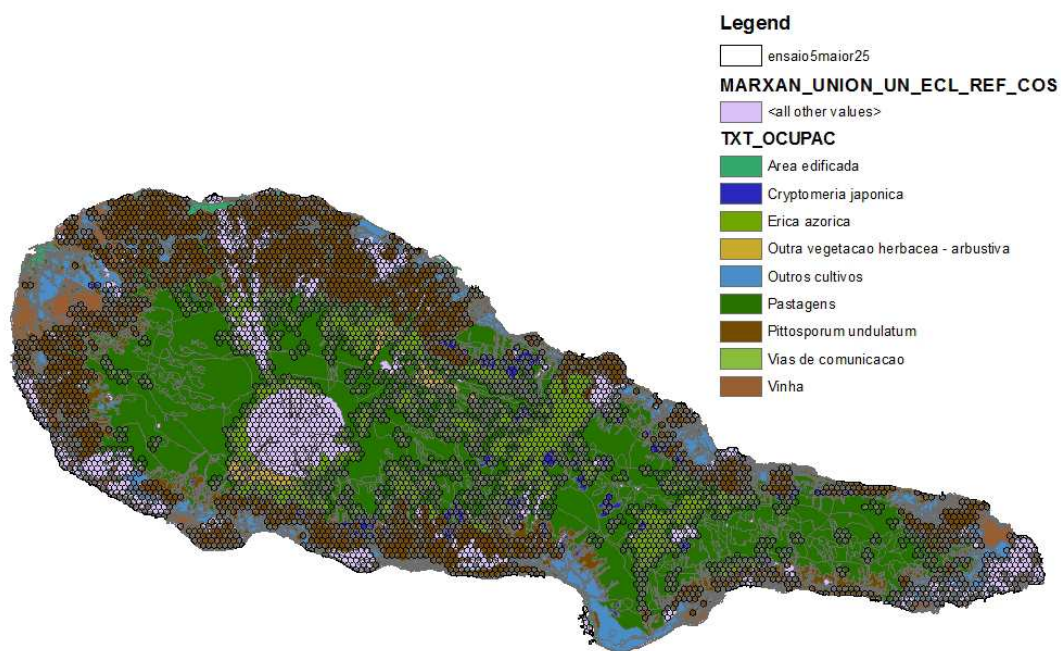 Legend
ensaio5maior25
MARXAN_UNION_UN_ECL_REF_COS
<all other values>
TXT_OCUPAC
Area edificada
Cryptomeria japonica
Erica azorica
Outra vegetacao herbacea - arbustiva
Outros cultivos
Pastagens
Pittosporum undulatum
Vias de comunicacao
Vinha